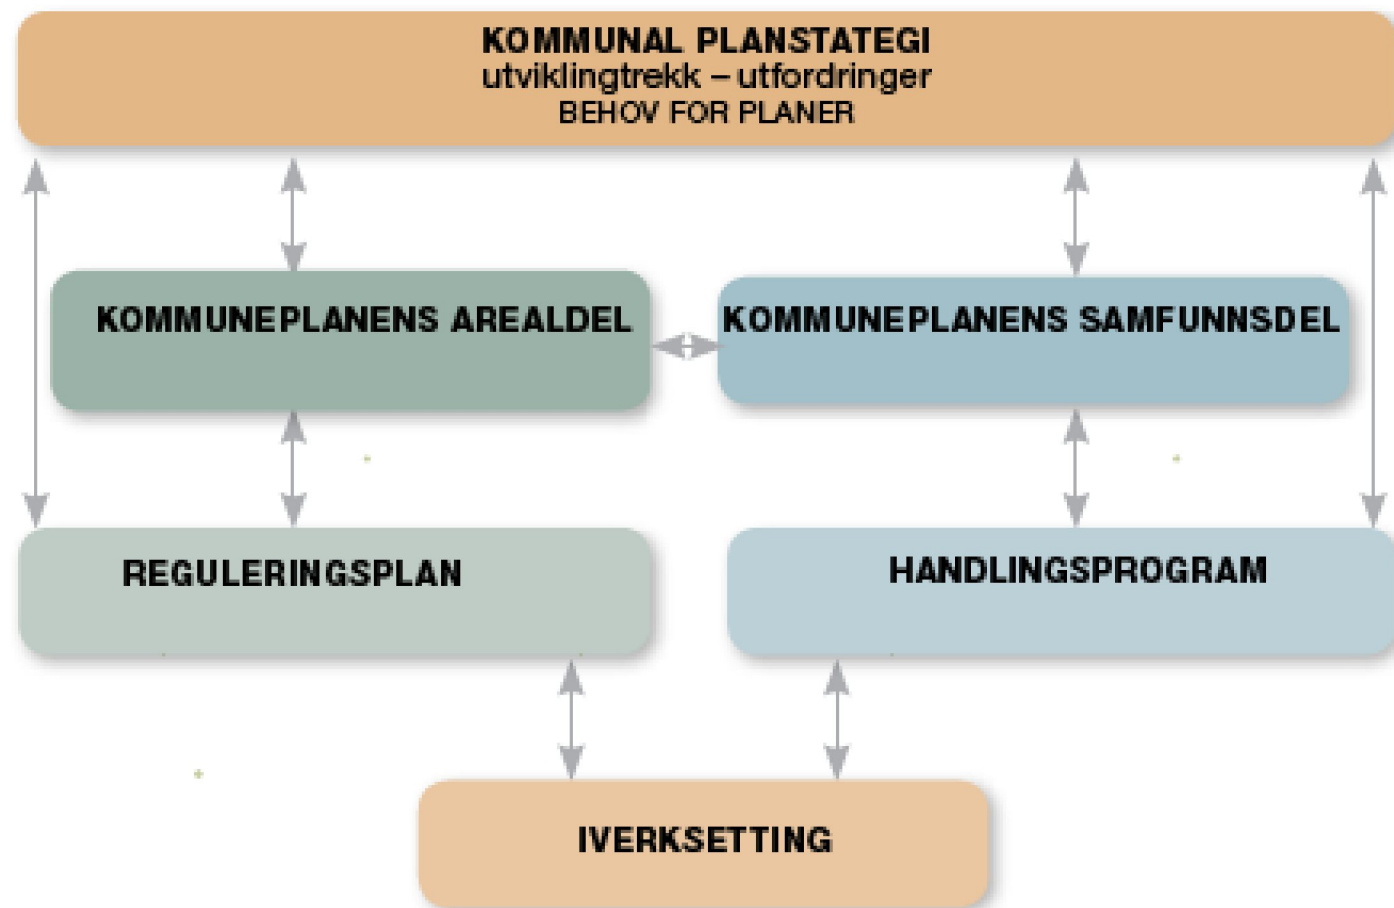 KOMMUNAL PLANSTATEGI
utviklingtrekk – utfordringer
BEHOV FOR PLANER
KOMMUNEPLANENS AREALDEL
KOMMUNEPLANENS SAMFUNNSDEL
REGULERINGSPLAN
HANDLINGSPROGRAM
IVERKSETTING